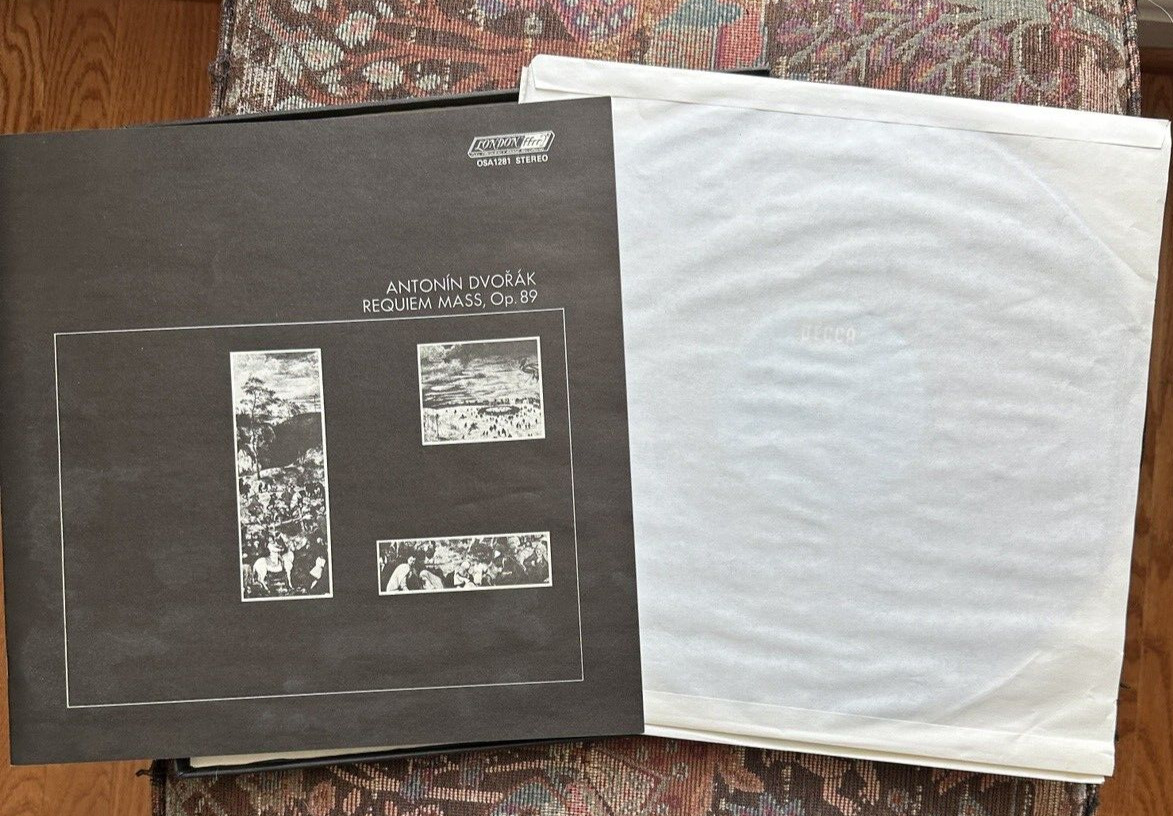 LONDON ffrr
OSA1281 STEREO
ANTONÍN DVOŘÁK
REQUIEM MASS, Op. 89
DECCA